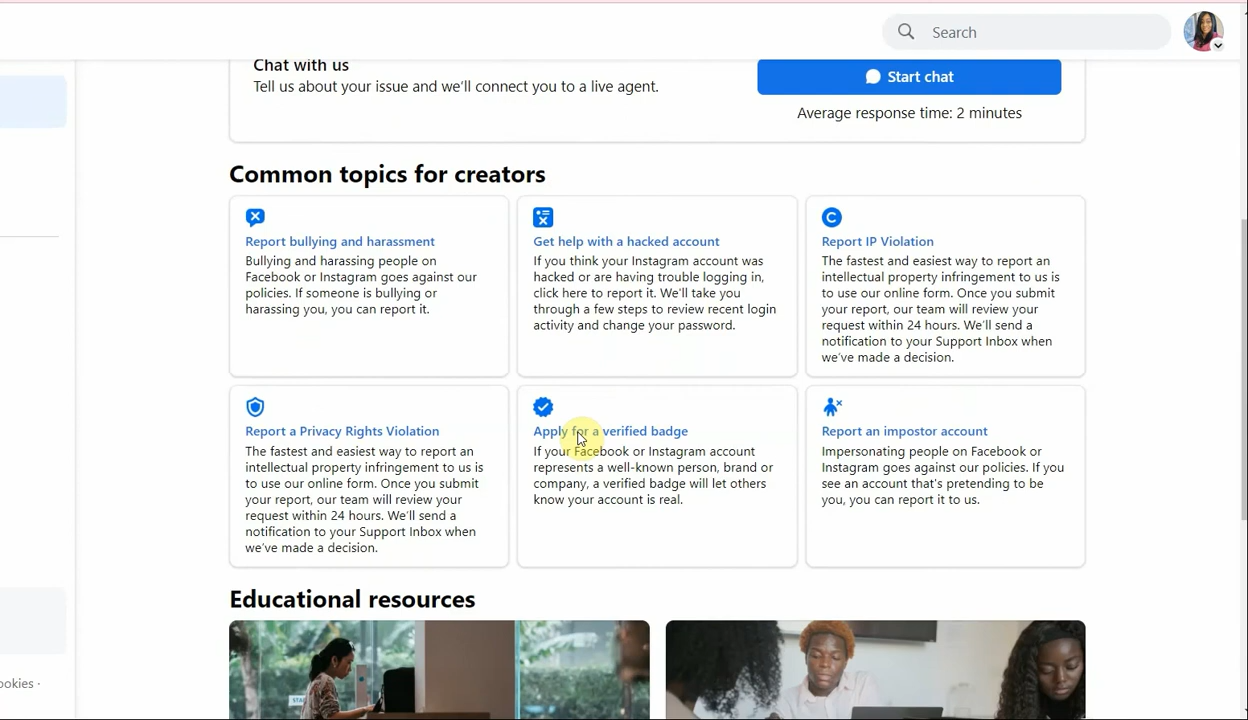 Search
Chat with us
Tell us about your issue and we'll connect you to a live agent.
Start chat
Average response time: 2 minutes
Common topics for creators
Report bullying and harassment
Bullying and harassing people on
Facebook or Instagram goes against our
policies. If someone is bullying or
harassing you, you can report it.
Get help with a hacked account
If you think your Instagram account was
hacked or are having trouble logging in,
click here to report it. We'll take you
through a few steps to review recent login
activity and change your password.
Report IP Violation
The fastest and easiest way to report an
intellectual property infringement to us is
to use our online form. Once you submit
your report, our team will review your
request within 24 hours. We'll send a
notification to your Support Inbox when
we've made a decision.
Report a Privacy Rights Violation
The fastest and easiest way to report an
intellectual property infringement to us is
to use our online form. Once you submit
your report, our team will review your
request within 24 hours. We'll send a
notification to your Support Inbox when
we've made a decision.
Apply for a verified badge
If your Facebook or Instagram account
represents a well-known person, brand or
company, a verified badge will let others
know your account is real.
Report an impostor account
Impersonating people on Facebook or
Instagram goes against our policies. If you
see an account that's pretending to be
you, you can report it to us.
Educational resources
ookies ·